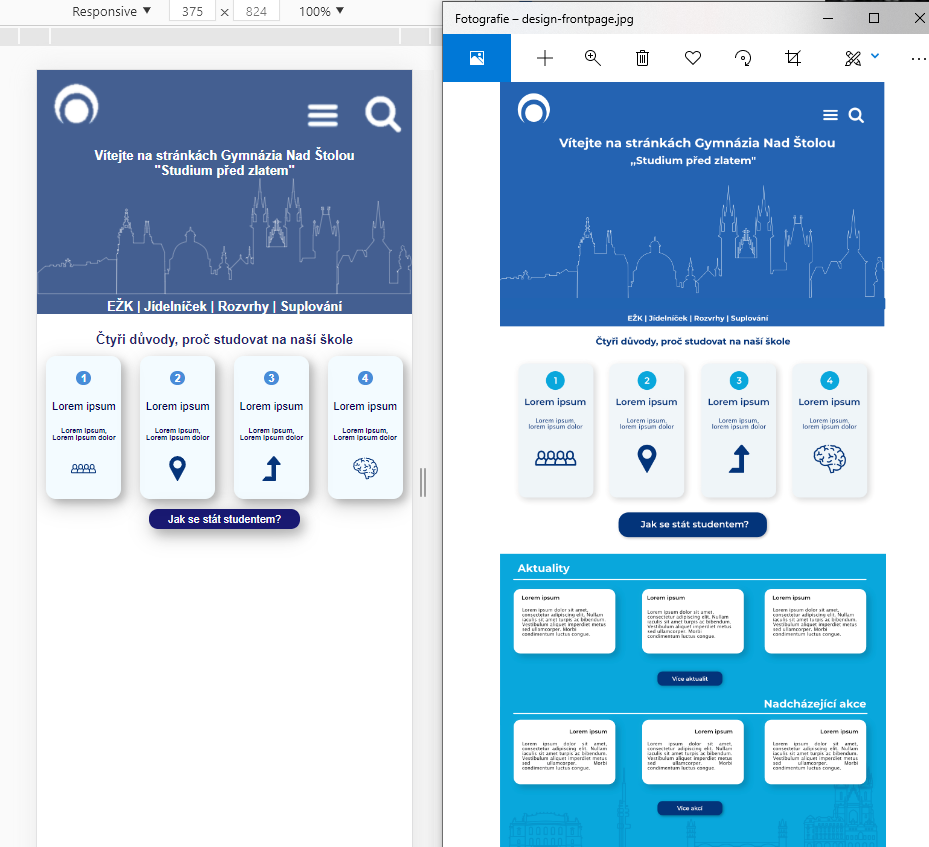 Responsive ▼ 375 × 824 100% ▼
Vítejte na stránkách Gymnázia Nad Štolou
"Studium před zlatem"
EŽK | Jídelníček | Rozvrhy | Suplování
Čtyři důvody, proč studovat na naší škole
1 2 3 4
Lorem ipsum Lorem ipsum Lorem ipsum Lorem ipsum
Lorem ipsum, Lorem ipsum, Lorem ipsum, Lorem ipsum,
Lorem ipsum dolor Lorem ipsum dolor Lorem ipsum dolor Lorem ipsum dolor
Jak se stát studentem?
Fotografie – design-frontpage.jpg
Vítejte na stránkách Gymnázia Nad Štolou
„Studium před zlatem"
EŽK | Jídelníček | Rozvrhy | Suplování
Čtyři důvody, proč studovat na naší škole
1 2 3 4
Lorem ipsum Lorem ipsum Lorem ipsum Lorem ipsum
Lorem ipsum, Lorem ipsum, Lorem ipsum, Lorem ipsum,
lorem ipsum dolor lorem ipsum dolor lorem ipsum dolor lorem ipsum dolor
Jak se stát studentem?
Aktuality
Lorem ipsum
Lorem ipsum dolor sit amet,
consectetur adipiscing elit. Nullam
iaculis sit amet turpis ac bibendum.
Vestibulum aliquet imperdiet metus
sed ullamcorper. Morbi
condimentum luctus congue.
Lorem ipsum
Lorem ipsum dolor sit amet,
consectetur adipiscing elit. Nullam
iaculis sit amet turpis ac bibendum.
Vestibulum aliquet imperdiet metus
sed ullamcorper. Morbi
condimentum luctus congue.
Lorem ipsum
Lorem ipsum dolor sit amet,
consectetur adipiscing elit. Nullam
iaculis sit amet turpis ac bibendum.
Vestibulum aliquet imperdiet metus
sed ullamcorper. Morbi
condimentum luctus congue.
Více aktualit
Nadcházející akce
Lorem ipsum
Lorem ipsum dolor sit amet,
consectetur adipiscing elit. Nullam
iaculis sit amet turpis ac bibendum.
Vestibulum aliquet imperdiet metus
sed ullamcorper. Morbi
condimentum luctus congue.
Lorem ipsum
Lorem ipsum dolor sit amet,
consectetur adipiscing elit. Nullam
iaculis sit amet turpis ac bibendum.
Vestibulum aliquet imperdiet metus
sed ullamcorper. Morbi
condimentum luctus congue.
Lorem ipsum
Lorem ipsum dolor sit amet,
consectetur adipiscing elit. Nullam
iaculis sit amet turpis ac bibendum.
Vestibulum aliquet imperdiet metus
sed ullamcorper. Morbi
condimentum luctus congue.
Více akcí